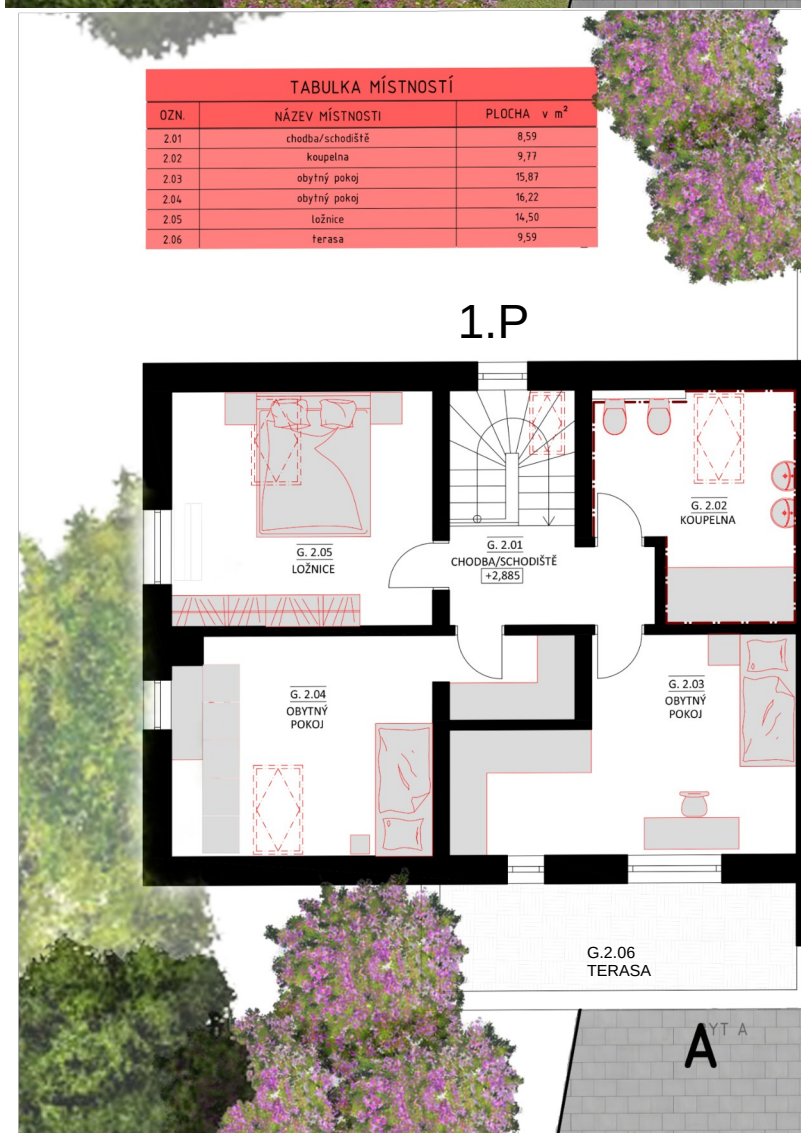 TABULKA MÍSTNOSTÍ
OZN. NÁZEV MÍSTNOSTI PLOCHA v m²
2.01 chodba/schodiště 8,59
2.02 koupelna 9,77
2.03 obytný pokoj 15,87
2.04 obytný pokoj 16,22
2.05 ložnice 14,50
2.06 terasa 9,59
1.P
G. 2.05
LOŽNICE
G. 2.01
CHODBA/SCHODIŠTĚ
+2,885
G. 2.02
KOUPELNA
G. 2.04
OBYTNÝ
POKOJ
G. 2.03
OBYTNÝ
POKOJ
G.2.06
TERASA
A
YT A